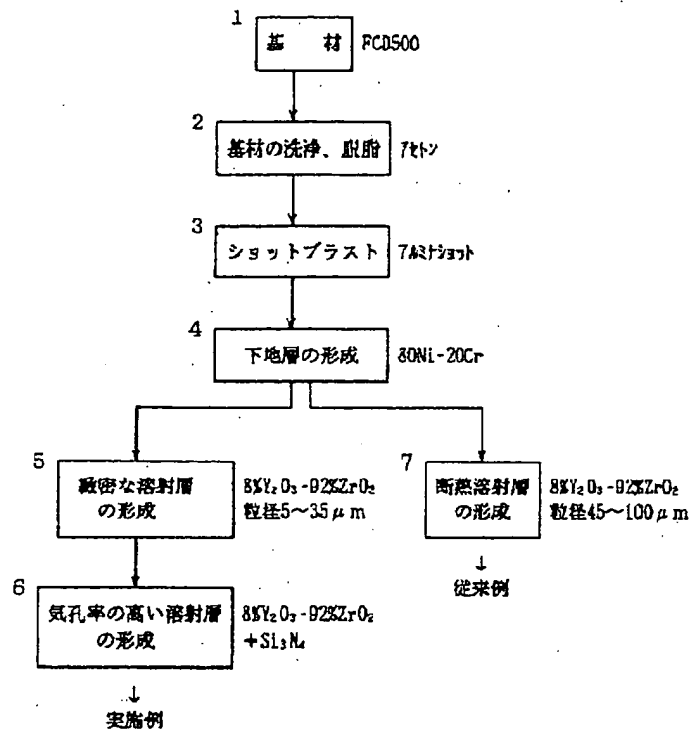 1
基 材 FCD500
2
基材の洗浄、脱脂 アセトン
3
ショットブラスト アルミナショット
4
下地層の形成 80Ni-20Cr
5
緻密な溶射層
の形成
8%Y₂O₃-92%ZrO₂
粒径5~35μm
7
断熱溶射層
の形成
8%Y₂O₃-92%ZrO₂
粒径45~100μm
↓
従来例
6
気孔率の高い溶射層
の形成
8%Y₂O₃-92%ZrO₂
+Si₃N₄
↓
実施例